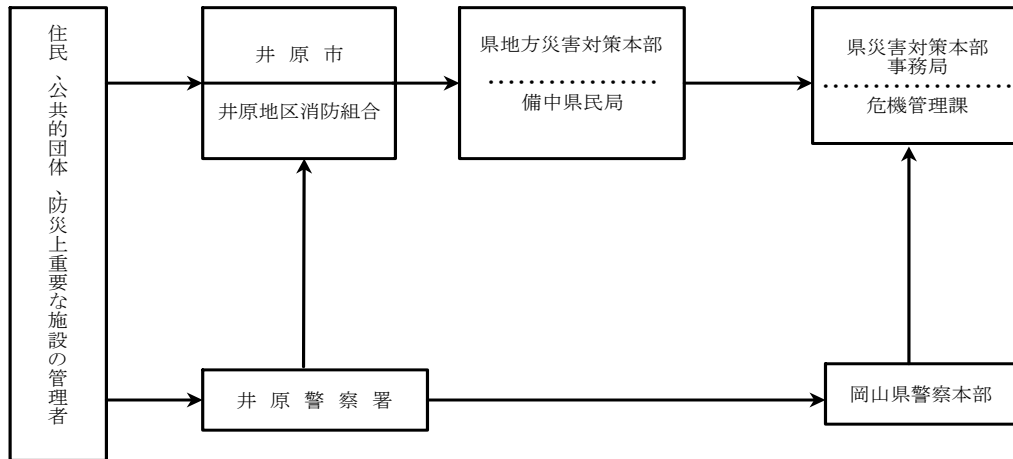 住民、公共的団体、防災上重要な施設の管理者
井原市
井原地区消防組合
県地方災害対策本部
備中県民局
県災害対策本部
事務局
危機管理課
井原警察署
岡山県警察本部